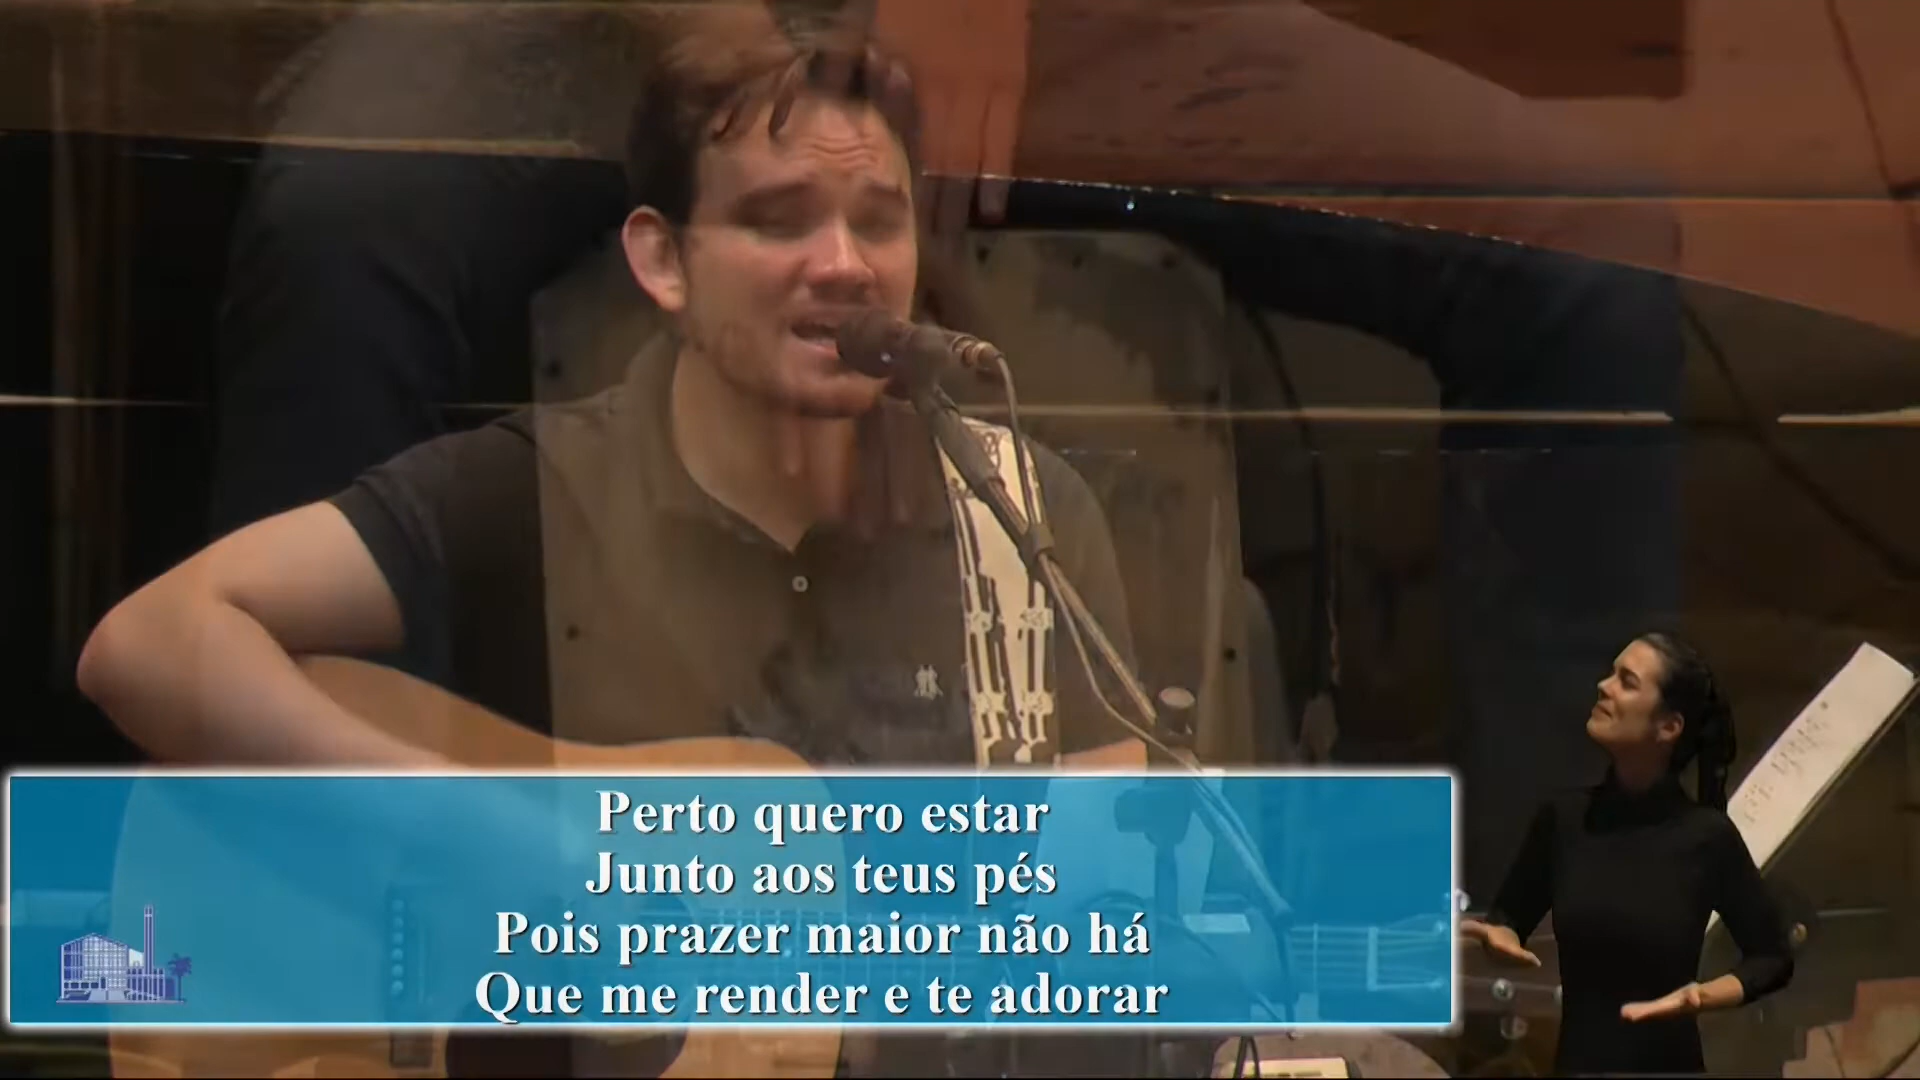 Perto quero estar
Junto aos teus pés
Pois prazer maior não há
Que me render e te adorar